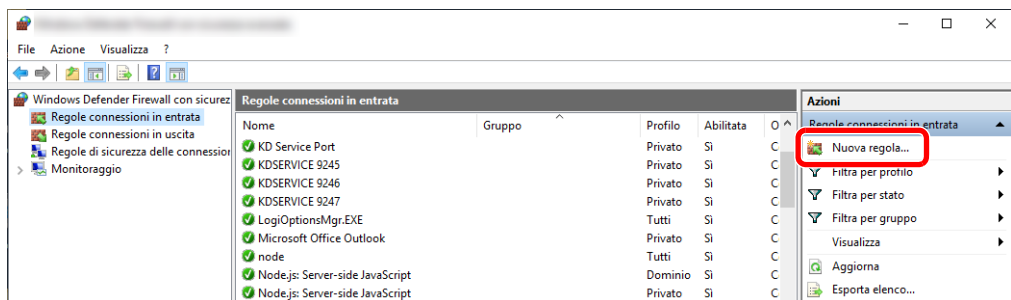 File Azione Visualizza ?
Windows Defender Firewall con sicurez
Regole connessioni in entrata
Regole connessioni in uscita
Regole di sicurezza delle connession
Monitoraggio
Regole connessioni in entrata
Nome Gruppo Profilo Abilitata O
KD Service Port Privato Sì C
KDSERVICE 9245 Privato Sì C
KDSERVICE 9246 Privato Sì C
KDSERVICE 9247 Privato Sì C
LogiOptionsMgr.EXE Tutti Sì C
Microsoft Office Outlook Privato Sì C
node Tutti Sì C
Node.js: Server-side JavaScript Dominio Sì C
Node.js: Server-side JavaScript Privato Sì C
Azioni
Regole connessioni in entrata
Nuova regola...
Filtra per profilo
Filtra per stato
Filtra per gruppo
Visualizza
Aggiorna
Esporta elenco...